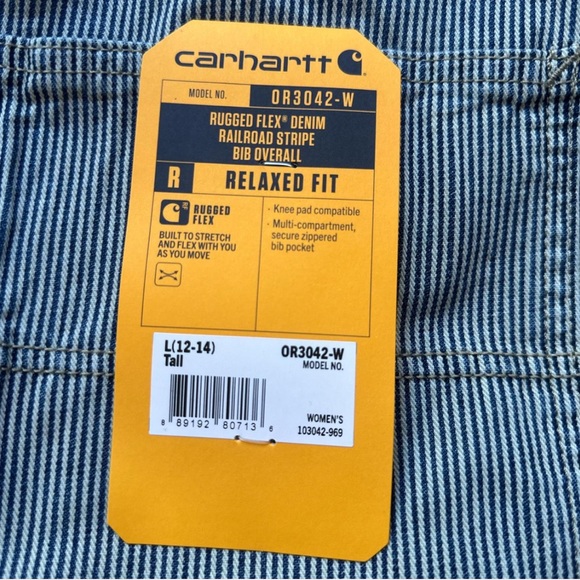 carhartt
MODEL NO. OR3042-W
RUGGED FLEX® DENIM
RAILROAD STRIPE
BIB OVERALL
R RELAXED FIT
RUGGED
FLEX
BUILT TO STRETCH
AND FLEX WITH YOU
AS YOU MOVE
· Knee pad compatible
· Multi-compartment,
secure zippered
bib pocket
L(12-14)
Tall
OR3042-W
MODEL NO.
8 89192 80713 6
WOMEN'S
103042-969